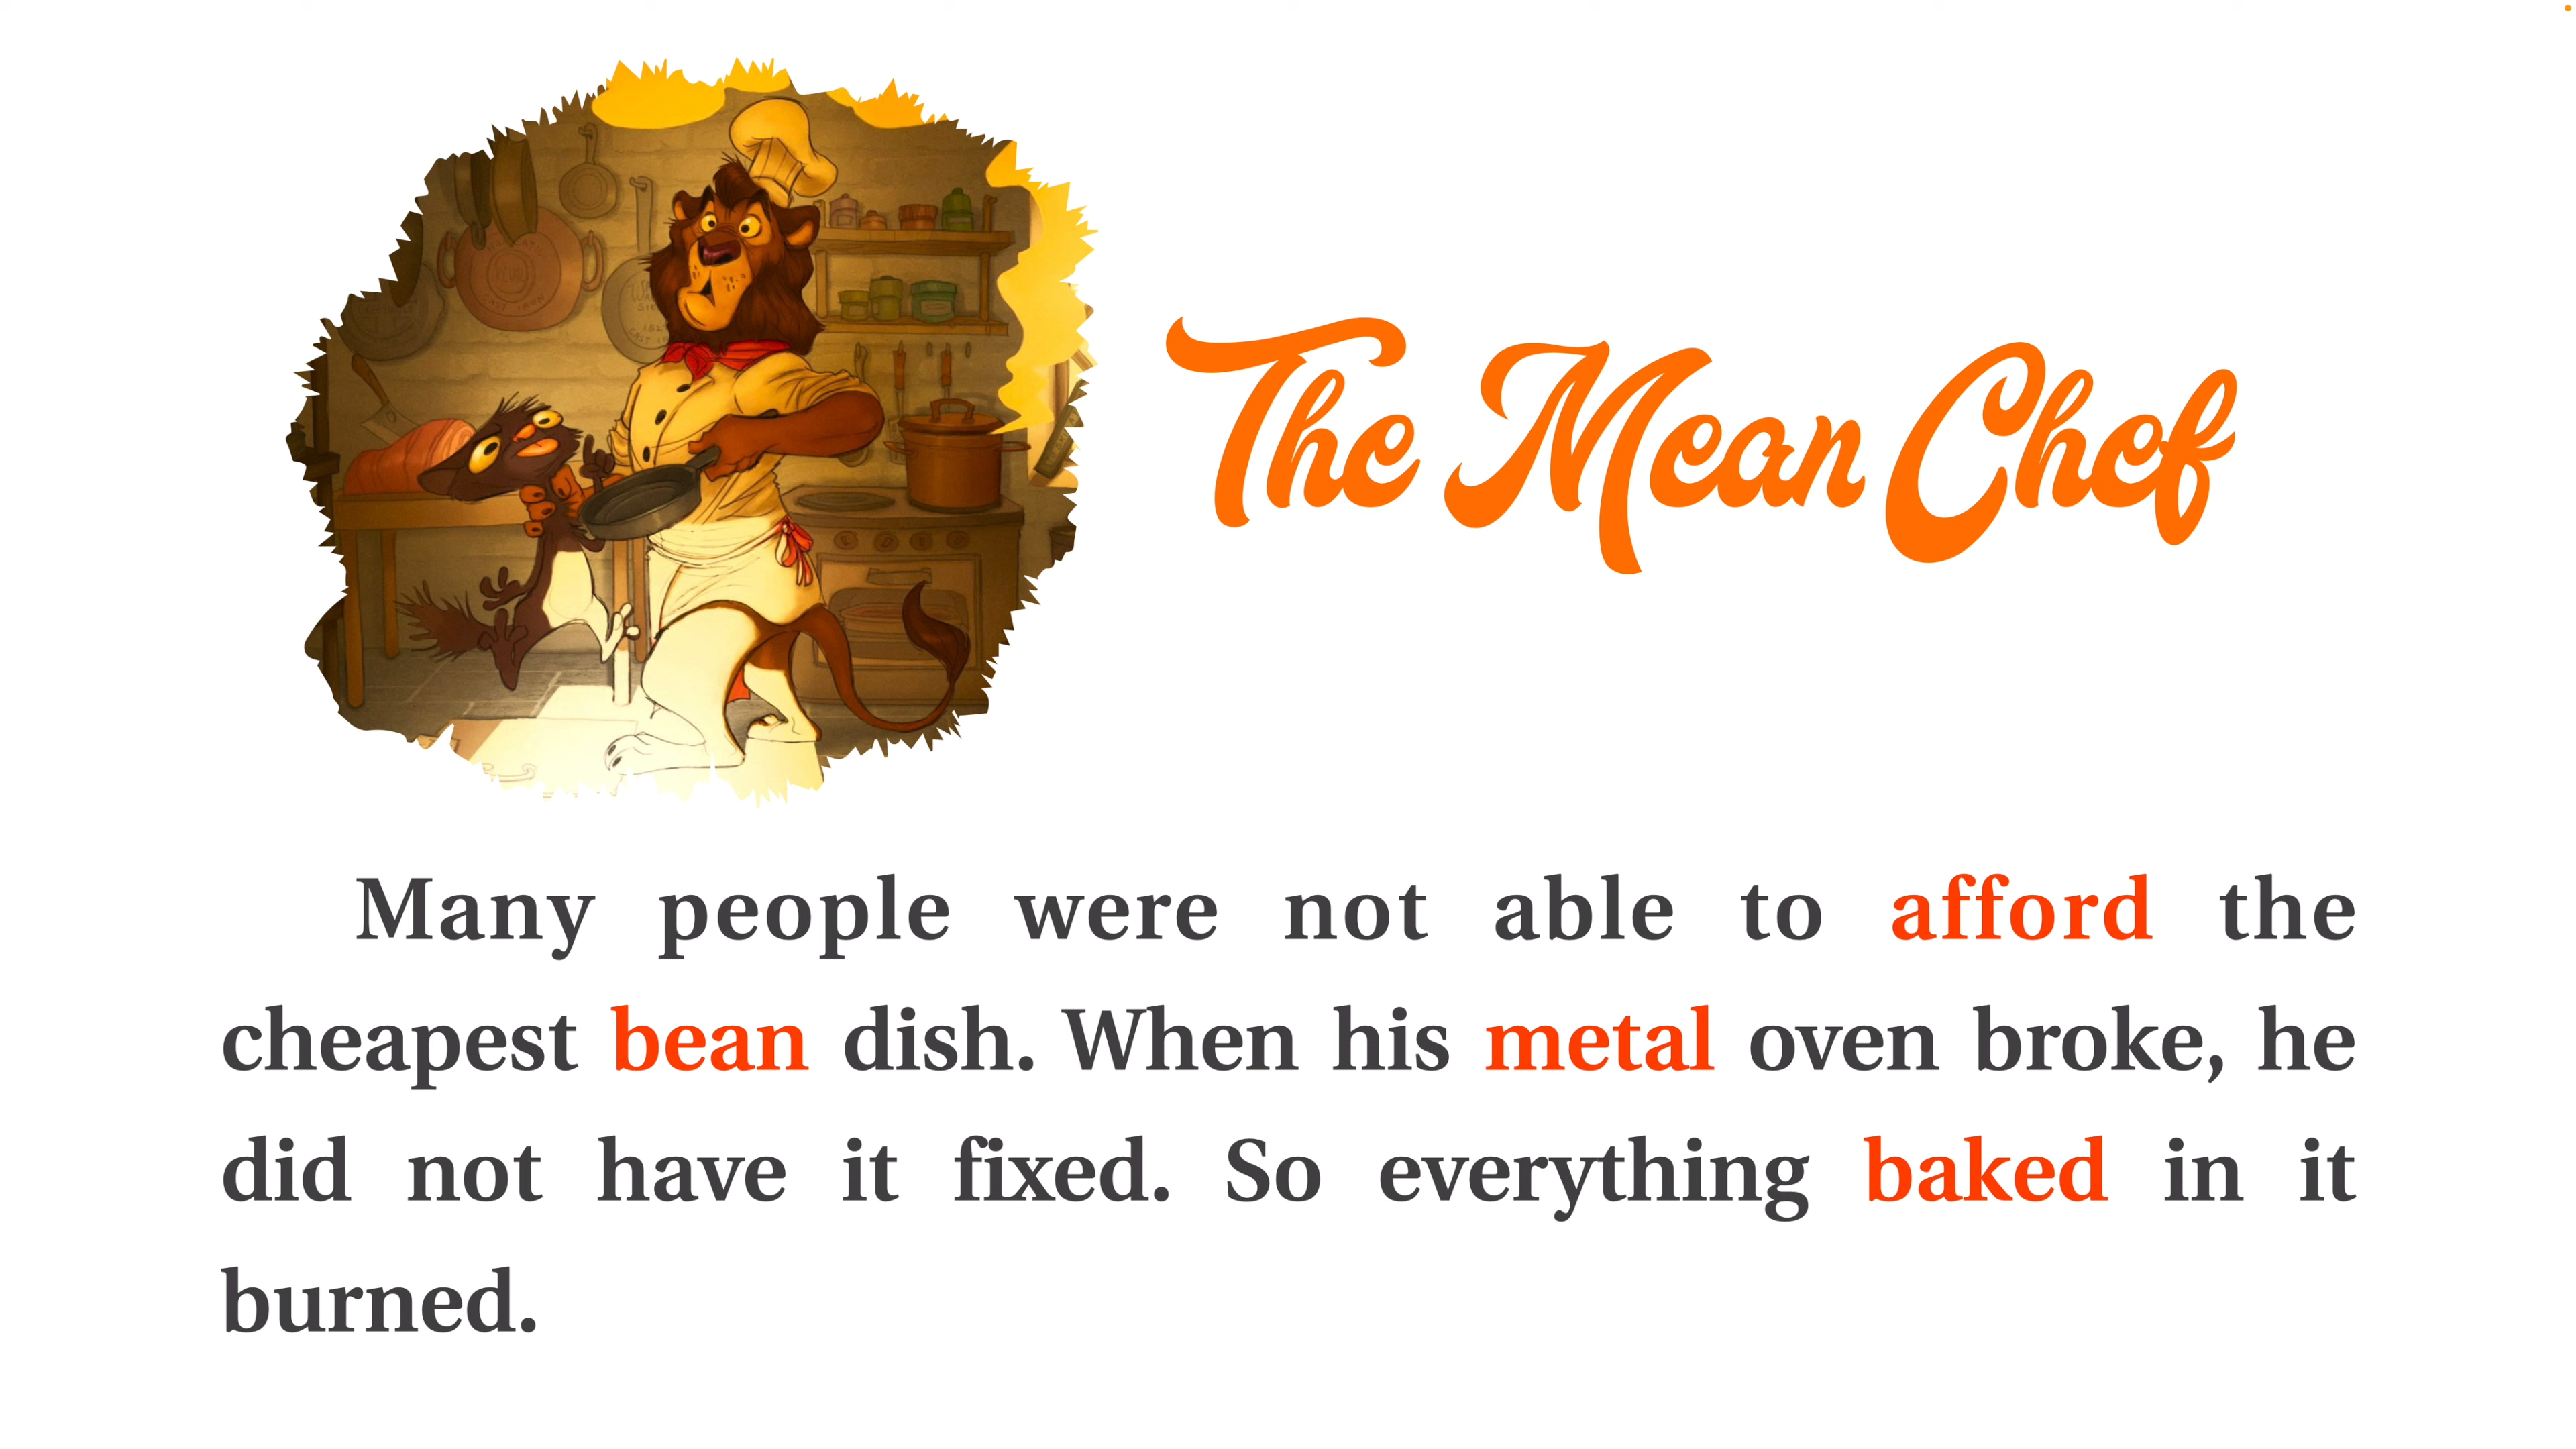 The Mean Chef
Many people were not able to afford the
cheapest bean dish. When his metal oven broke, he
did not have it fixed. So everything baked in it
burned.